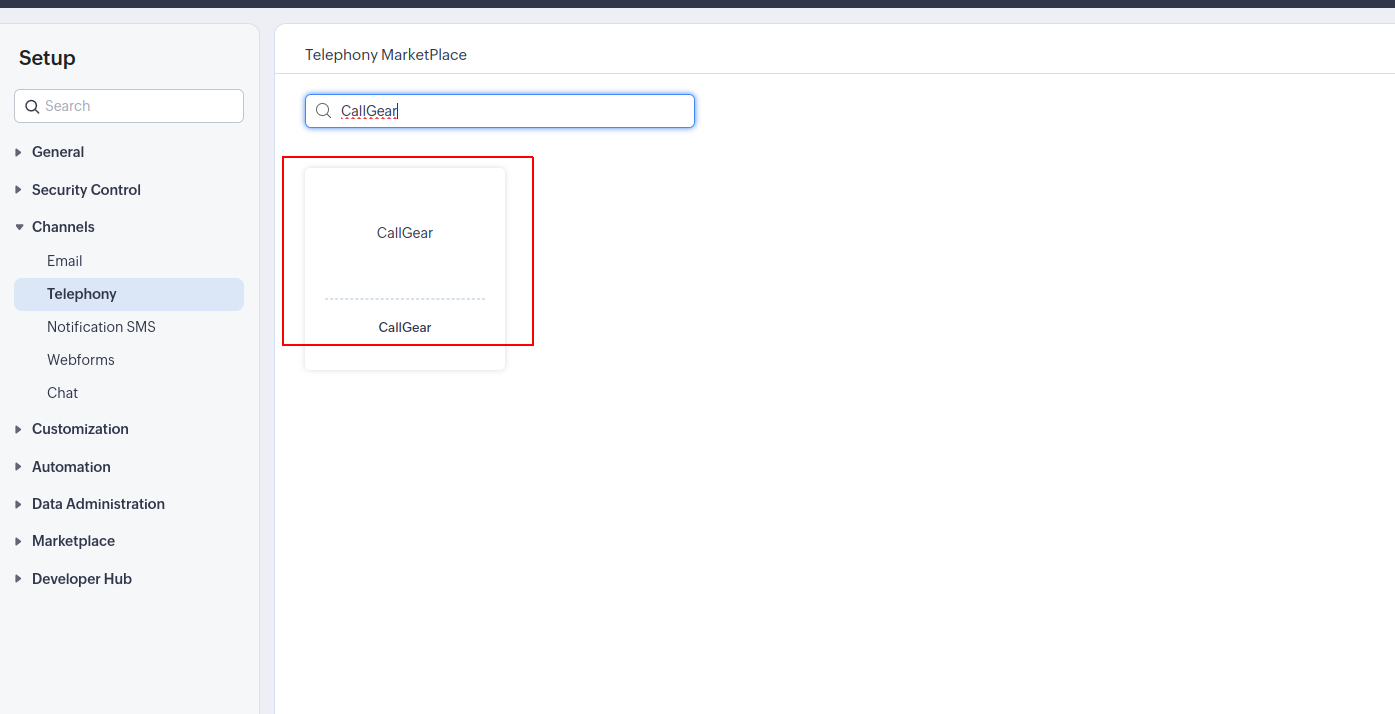 Setup
Search
General
Security Control
Channels
Email
Telephony
Notification SMS
Webforms
Chat
Customization
Automation
Data Administration
Marketplace
Developer Hub
Telephony MarketPlace
CallGear
CallGear
CallGear